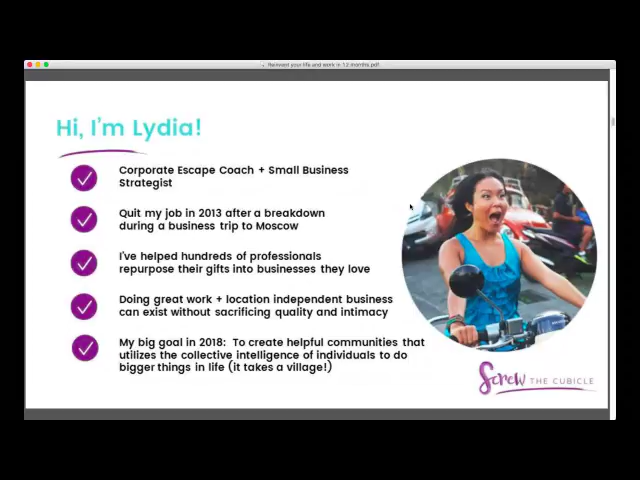 Reinvent your life and work in 12 months.pdf
Hi, I'm Lydia!
Corporate Escape Coach + Small Business
Strategist
Quit my job in 2013 after a breakdown
during a business trip to Moscow
I've helped hundreds of professionals
repurpose their gifts into businesses they love
Doing great work + location independent business
can exist without sacrificing quality and intimacy
My big goal in 2018:  To create helpful communities that
utilizes the collective intelligence of individuals to do
bigger things in life (it takes a village!)
Screw THE CUBICLE